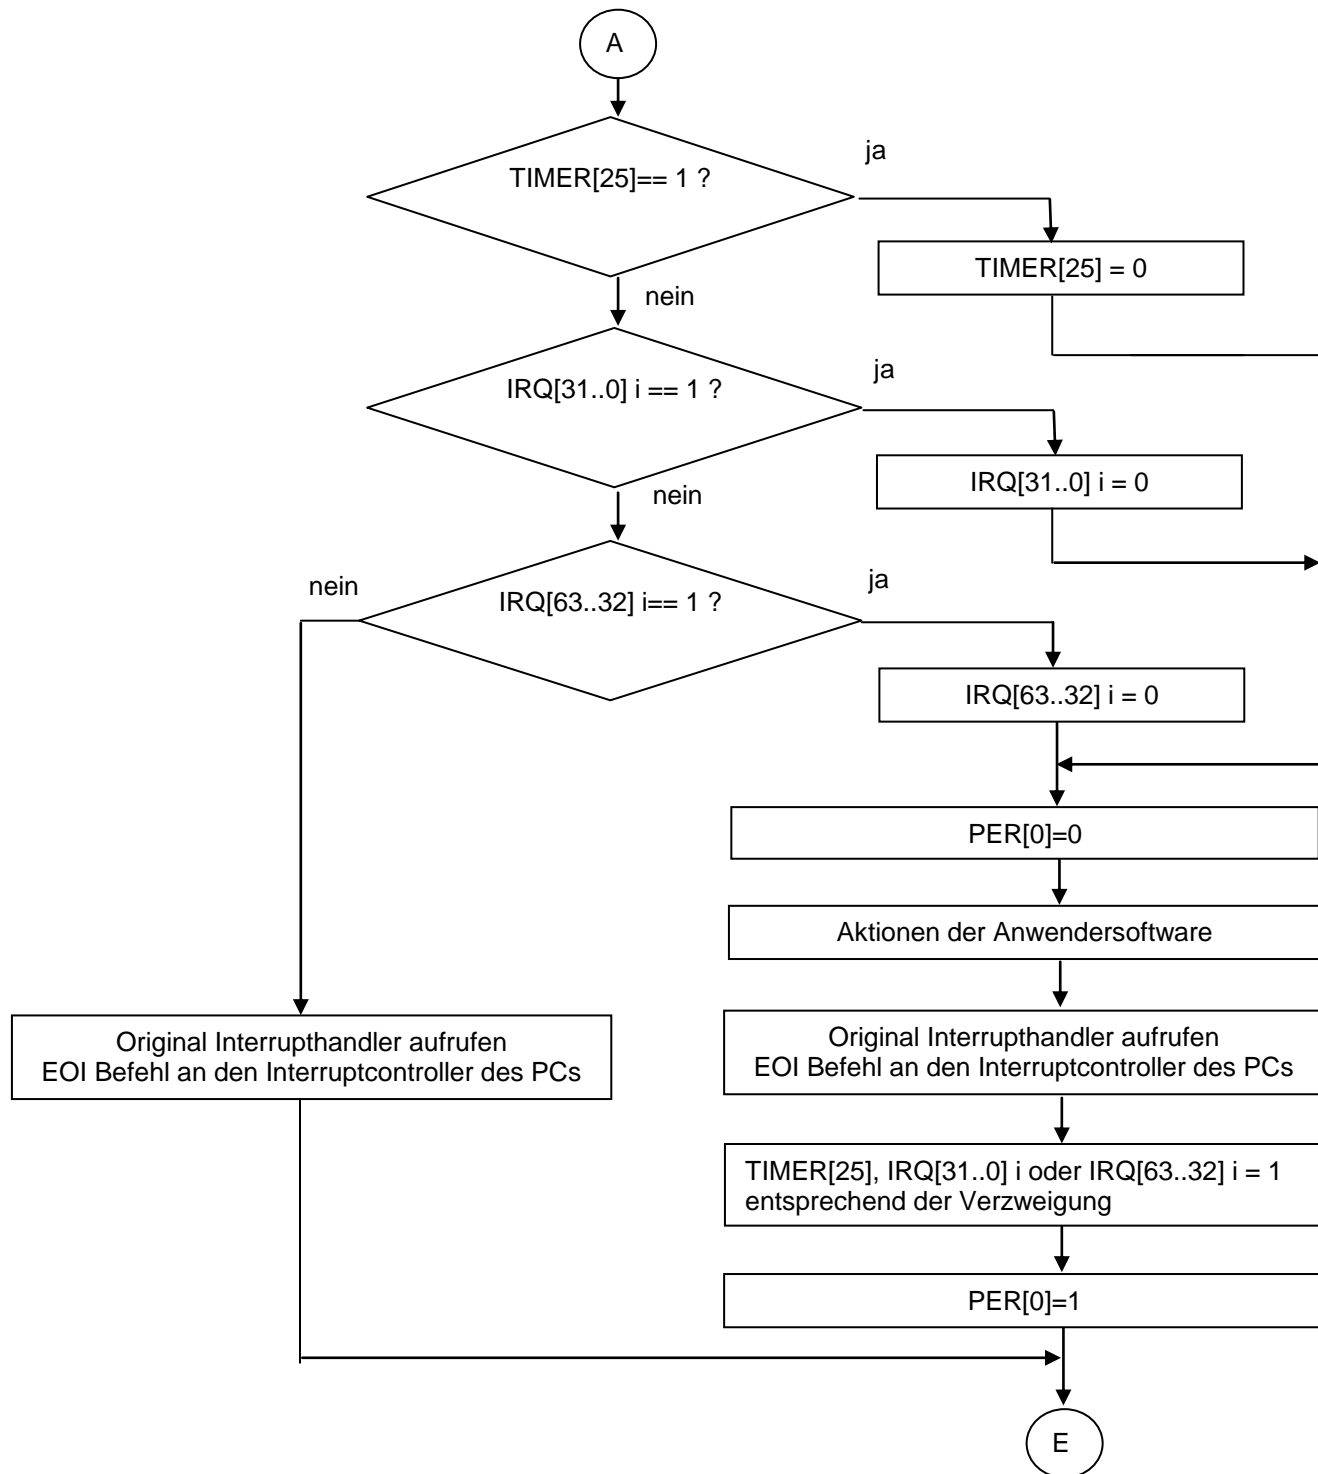 A
TIMER[25]== 1 ?
ja
TIMER[25] = 0
nein
IRQ[31..0] i == 1 ?
ja
IRQ[31..0] i = 0
nein
nein
IRQ[63..32] i== 1 ?
ja
IRQ[63..32] i = 0
PER[0]=0
Aktionen der Anwendersoftware
Original Interrupthandler aufrufen
EOI Befehl an den Interruptcontroller des PCs
Original Interrupthandler aufrufen
EOI Befehl an den Interruptcontroller des PCs
TIMER[25], IRQ[31..0] i oder IRQ[63..32] i = 1
entsprechend der Verzweigung
PER[0]=1
E